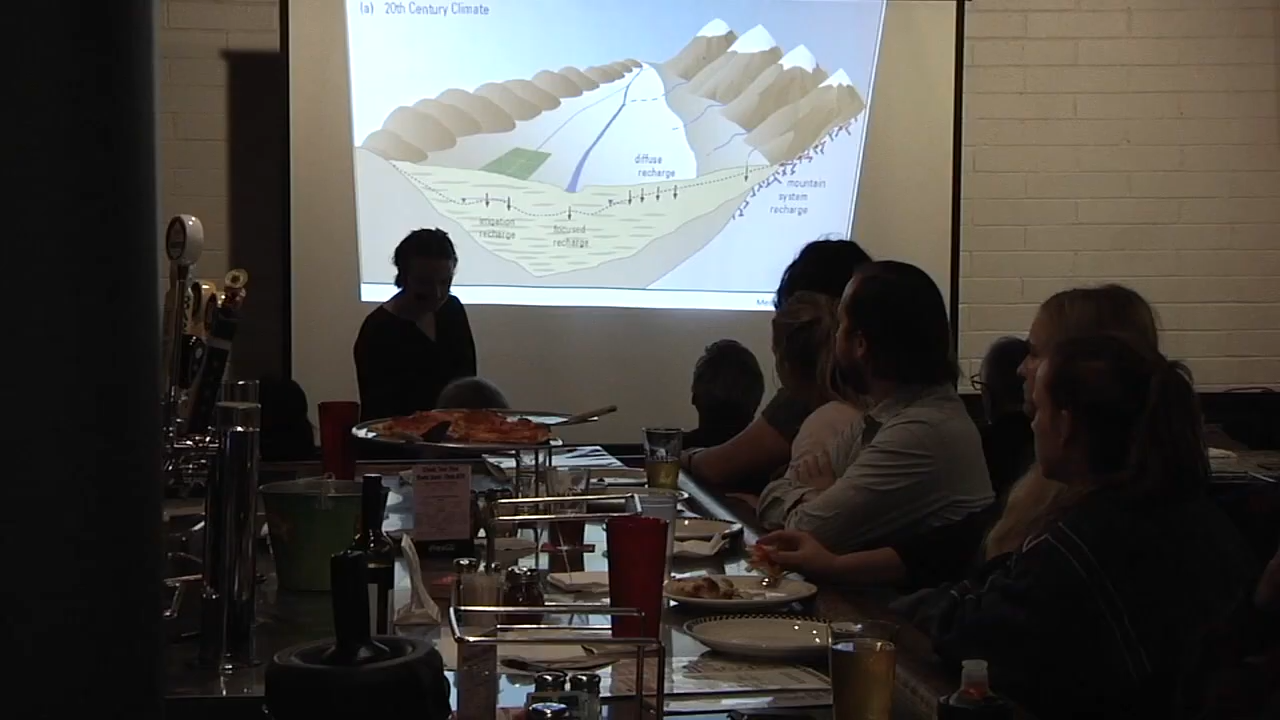 (a) 20th Century Climate
diffuse
recharge
mountain
system
recharge
irrigation
recharge
focused
recharge